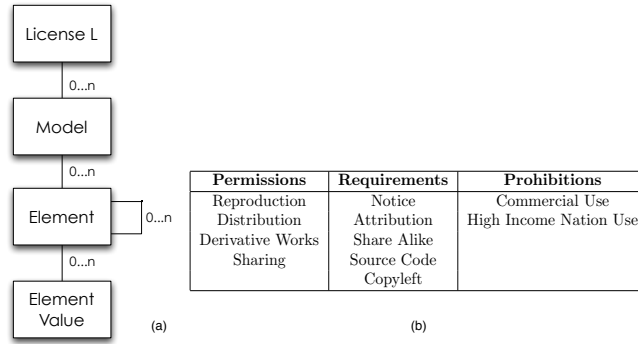 License L
0...n
Model
0...n
Element
0...n
0...n
Element
Value
(a)
Permissions Requirements Prohibitions
Reproduction Notice Commercial Use
Distribution Attribution High Income Nation Use
Derivative Works Share Alike
Sharing Source Code
Copyleft
(b)